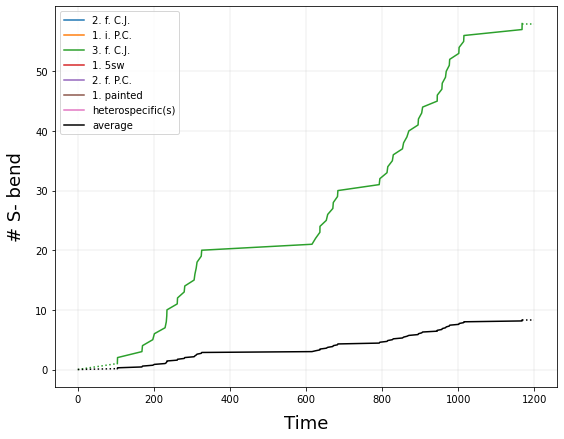 2. f. C.J.
1. i. P.C.
3. f. C.J.
1. 5sw
2. f. P.C.
1. painted
heterospecific(s)
average
# S- bend
50
40
30
20
10
0
0 200 400 600 800 1000 1200
Time